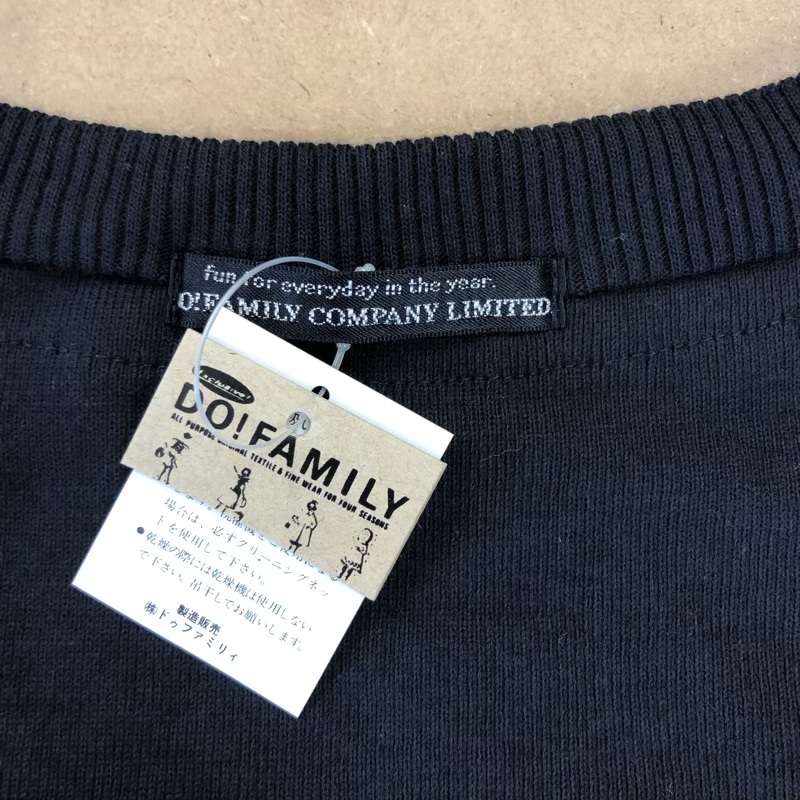 fun for everyday in the year.
DO!FAMILY COMPANY LIMITED
Exclusive!
DO!FAMILY
ALL PURPOSE ORIGINAL TEXTILE & FINE WEAR FOR FOUR SEASONS
場合は、必ずクリーニングネッ
トを使用して下さい。
●乾燥の際には乾燥機は使用しない
で下さい。吊干しでお願いします。
製造販売
㈱ドゥファミリィ